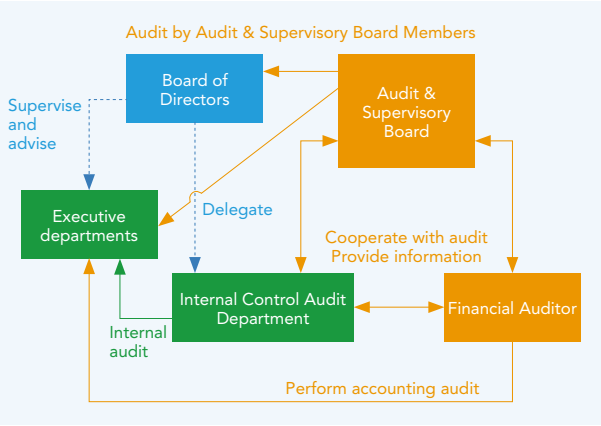 Audit by Audit & Supervisory Board Members
Board of
Directors
Audit &
Supervisory
Board
Supervise
and
advise
Executive
departments
Delegate
Cooperate with audit
Provide information
Internal Control Audit
Department
Financial Auditor
Internal
audit
Perform accounting audit